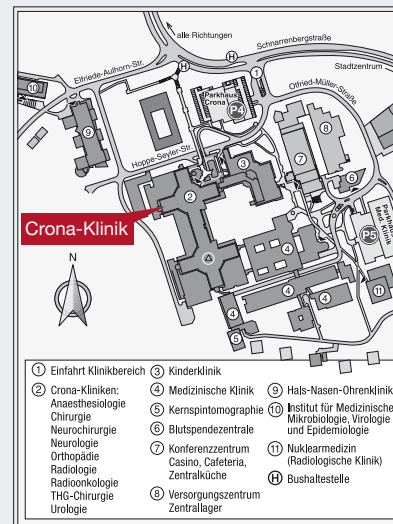 alle Richtungen
Schnarrenbergstraße
Stadtzentrum
Elfriede-Aulhorn-Str.
H
H
1
Otfried-Müller-Straße
10
Parkhaus
Crona
P4
8
9
7
Hoppe-Seyler-Str.
3
6
2
Parkhaus
Med. Klinik
P5
Crona-Klinik
4
4
N
4
4
4
11
5
1 Einfahrt Klinikbereich
2 Crona-Kliniken:
Anaesthesiologie
Chirurgie
Neurochirurgie
Neurologie
Orthopädie
Radiologie
Radioonkologie
THG-Chirurgie
Urologie
3 Kinderklinik
4 Medizinische Klinik
5 Kernspintomographie
6 Blutspendezentrale
7 Konferenzzentrum
Casino, Cafeteria,
Zentralküche
8 Versorgungszentrum
Zentrallager
9 Hals-Nasen-Ohrenklinik
10 Institut für Medizinische
Mikrobiologie, Virologie
und Epidemiologie
11 Nuklearmedizin
(Radiologische Klinik)
H Bushaltestelle